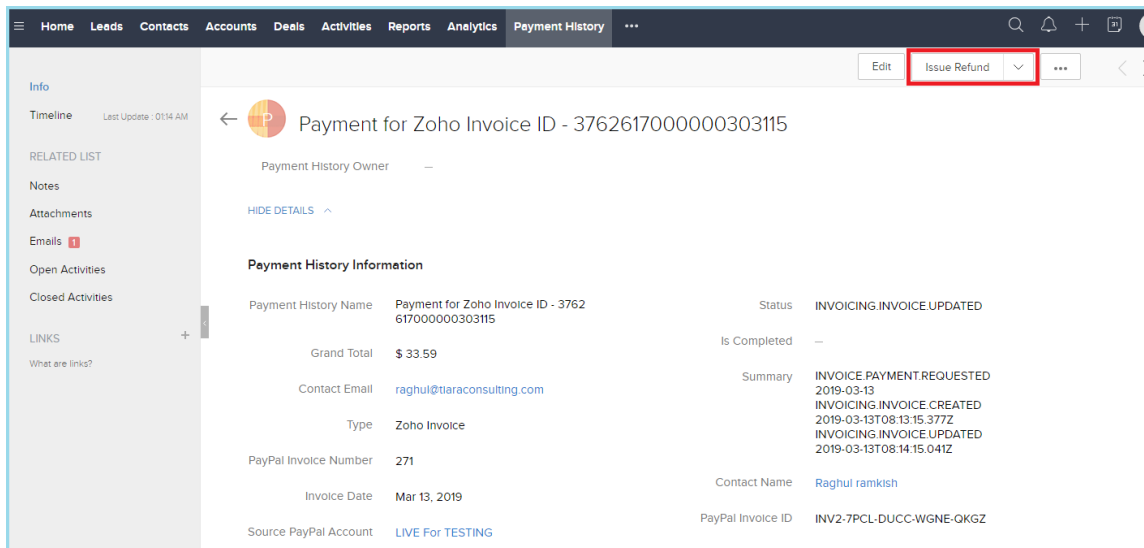 Home Leads Contacts Accounts Deals Activities Reports Analytics Payment History •••
31
Edit Issue Refund •••
Info
Timeline Last Update : 01:14 AM
RELATED LIST
Notes
Attachments
Emails 1
Open Activities
Closed Activities
LINKS +
What are links?
P Payment for Zoho Invoice ID - 3762617000000303115
Payment History Owner —
HIDE DETAILS
Payment History Information
Payment History Name Payment for Zoho Invoice ID - 3762
617000000303115
Grand Total $ 33.59
Contact Email raghul@tiaraconsulting.com
Type Zoho Invoice
PayPal Invoice Number 271
Invoice Date Mar 13, 2019
Source PayPal Account LIVE For TESTING
Status INVOICING.INVOICE.UPDATED
Is Completed —
Summary INVOICE.PAYMENT.REQUESTED
2019-03-13
INVOICING.INVOICE.CREATED
2019-03-13T08:13:15.377Z
INVOICING.INVOICE.UPDATED
2019-03-13T08:14:15.041Z
Contact Name Raghul ramkish
PayPal Invoice ID INV2-7PCL-DUCC-WGNE-QKGZ